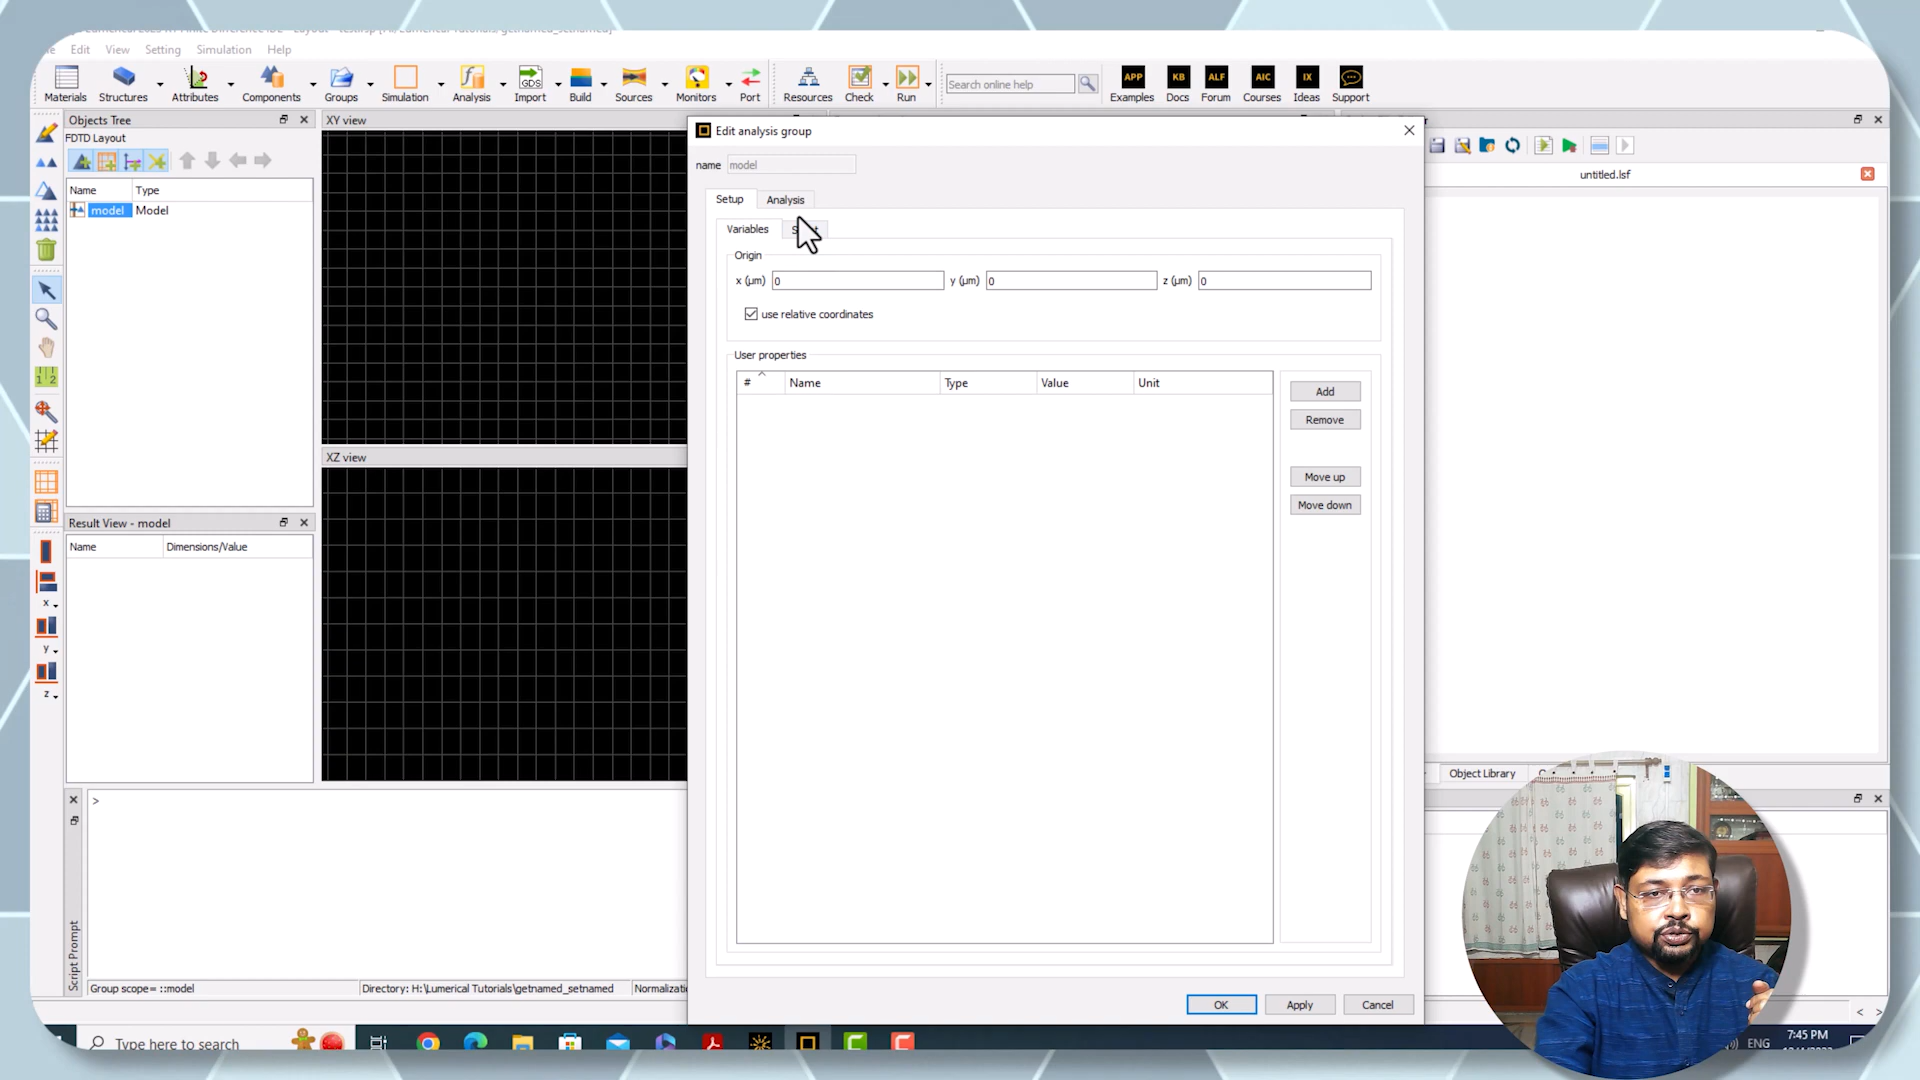 Edit View Setting Simulation Help
Materials Structures Attributes Components Groups Simulation Analysis Import Build Sources Monitors Port Resources Check Run
GDS
Search online help
APP KB ALF AIC IX
Examples Docs Forum Courses Ideas Support
Objects Tree
FDTD Layout
Name Type
model Model
XY view
XZ view
Edit analysis group
name model
Setup Analysis
Variables
Origin
x (µm) 0 y (µm) 0 z (µm) 0
use relative coordinates
User properties
# Name Type Value Unit
Add
Remove
Move up
Move down
OK Apply Cancel
untitled.lsf
Object Library
Result View - model
Name Dimensions/Value
x
y
z
>
Script Prompt
Group scope= ::model
Directory: H:\Lumerical Tutorials\getnamed_setnamed
Type here to search
ENG
7:45 PM